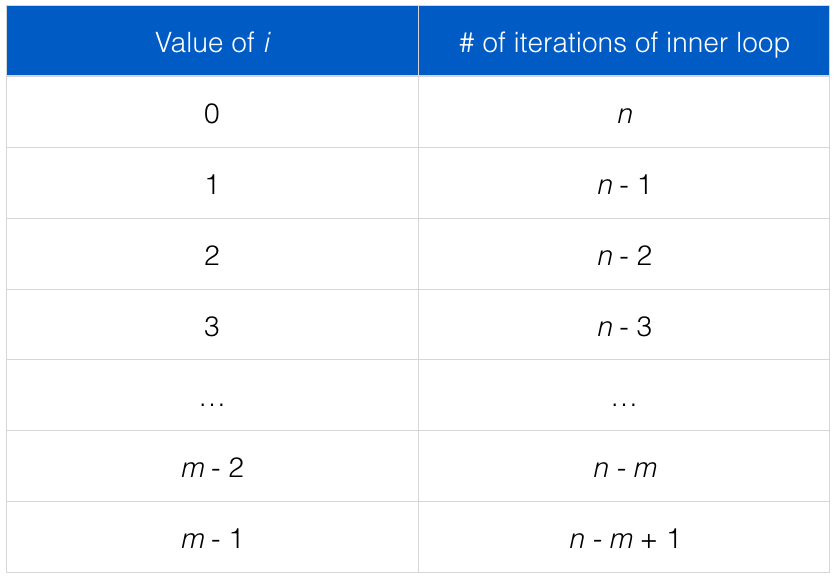 Value of i # of iterations of inner loop
0 n
1 n - 1
2 n - 2
3 n - 3
... ...
m - 2 n - m
m - 1 n - m + 1